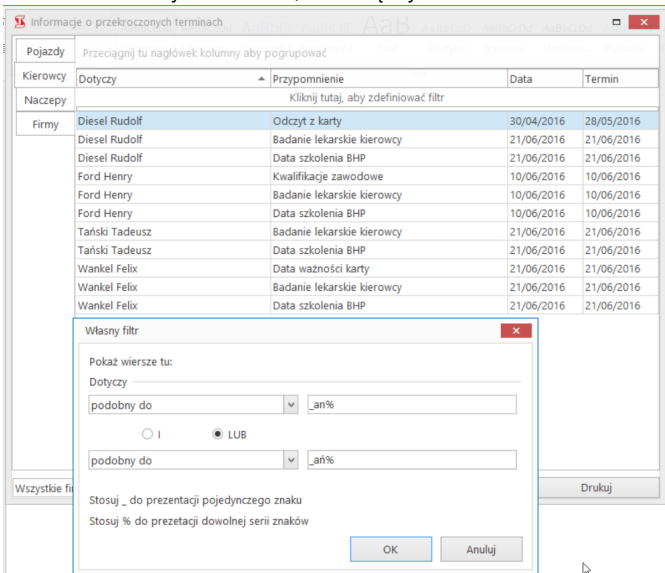 Informacje o przekroczonych terminach
Pojazdy
Przeciągnij tu nagłówek kolumny aby pogrupować
Kierowcy
Dotyczy Przypomnienie Data Termin
Naczepy
Kliknij tutaj, aby zdefiniować filtr
Firmy
Diesel Rudolf Odczyt z karty 30/04/2016 28/05/2016
Diesel Rudolf Badanie lekarskie kierowcy 21/06/2016 21/06/2016
Diesel Rudolf Data szkolenia BHP 21/06/2016 21/06/2016
Ford Henry Kwalifikacje zawodowe 10/06/2016 10/06/2016
Ford Henry Badanie lekarskie kierowcy 10/06/2016 10/06/2016
Ford Henry Data szkolenia BHP 10/06/2016 10/06/2016
Tański Tadeusz Badanie lekarskie kierowcy 21/06/2016 21/06/2016
Tański Tadeusz Data szkolenia BHP 21/06/2016 21/06/2016
Wankel Felix Data ważności karty 21/06/2016 21/06/2016
Wankel Felix Badanie lekarskie kierowcy 21/06/2016 21/06/2016
Wankel Felix Data szkolenia BHP 21/06/2016 21/06/2016
Własny filtr
Pokaż wiersze tu:
Dotyczy
podobny do _an%
I LUB
podobny do _ań%
Wszystkie Drukuj
Stosuj _ do prezentacji pojedynczego znaku
Stosuj % do prezetacji dowolnej serii znaków
OK Anuluj